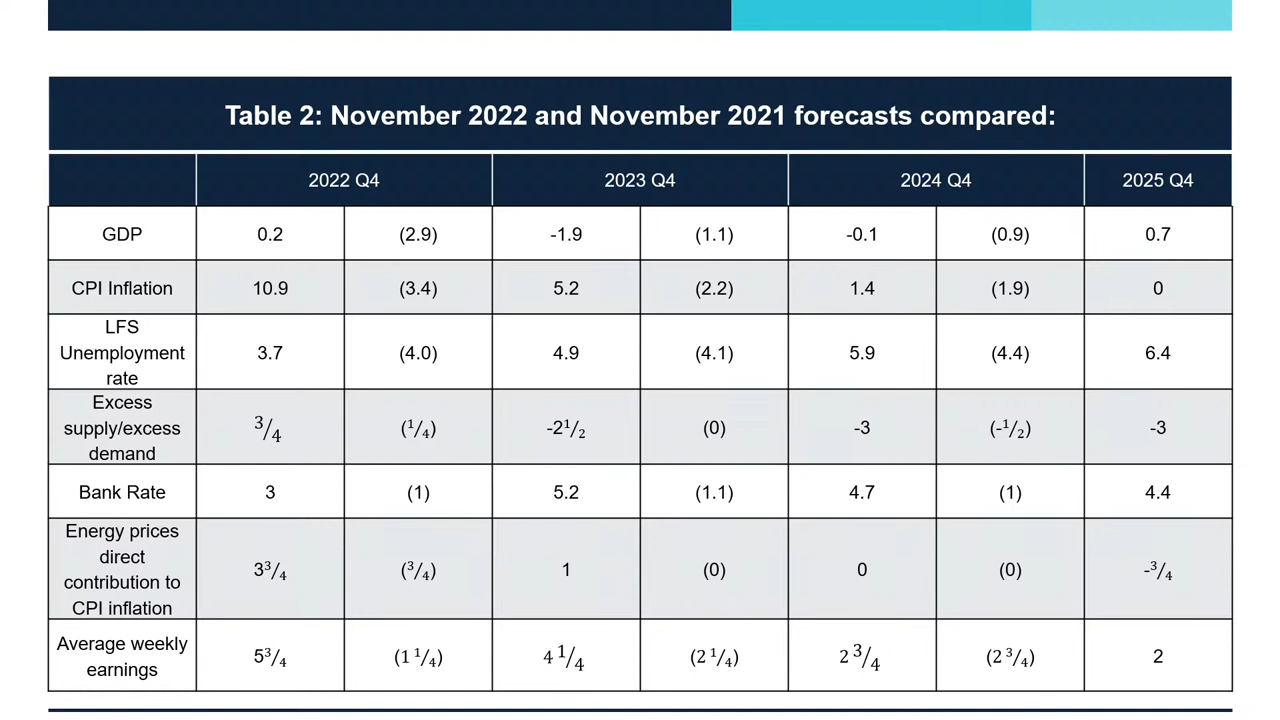 Table 2: November 2022 and November 2021 forecasts compared:
2022 Q4 2023 Q4 2024 Q4 2025 Q4
GDP 0.2 (2.9) -1.9 (1.1) -0.1 (0.9) 0.7
CPI Inflation 10.9 (3.4) 5.2 (2.2) 1.4 (1.9) 0
LFS
Unemployment
rate
3.7 (4.0) 4.9 (4.1) 5.9 (4.4) 6.4
Excess
supply/excess
demand
3/4 (1/4) -2 1/2 (0) -3 (-1/2) -3
Bank Rate 3 (1) 5.2 (1.1) 4.7 (1) 4.4
Energy prices
direct
contribution to
CPI inflation
3 3/4 (3/4) 1 (0) 0 (0) -3/4
Average weekly
earnings
5 3/4 (1 1/4) 4 1/4 (2 1/4) 2 3/4 (2 3/4) 2